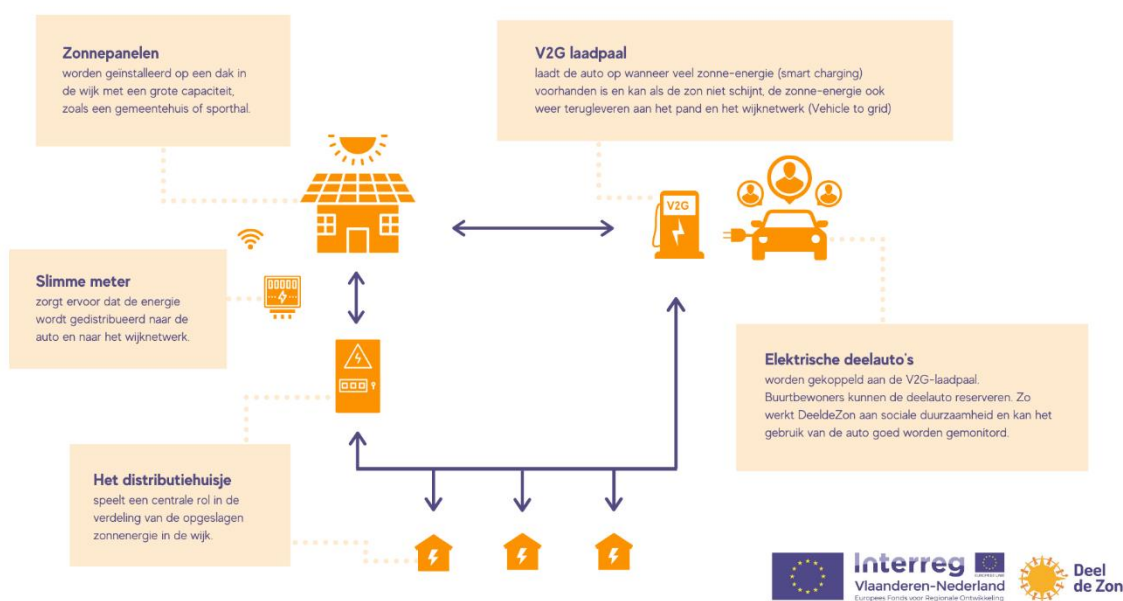 Zonnepanelen
worden geïnstalleerd op een dak in
de wijk met een grote capaciteit,
zoals een gemeentehuis of sporthal.
V2G laadpaal
laadt de auto op wanneer veel zonne-energie (smart charging)
voorhanden is en kan als de zon niet schijnt, de zonne-energie ook
weer terugleveren aan het pand en het wijknetwerk (Vehicle to grid)
V2G
Slimme meter
zorgt ervoor dat de energie
wordt gedistribueerd naar de
auto en naar het wijknetwerk.
Elektrische deelauto's
worden gekoppeld aan de V2G-laadpaal.
Buurtbewoners kunnen de deelauto reserveren. Zo
werkt DeeldeZon aan sociale duurzaamheid en kan het
gebruik van de auto goed worden gemonitord.
Het distributiehuisje
speelt een centrale rol in de
verdeling van de opgeslagen
zonnenergie in de wijk.
Interreg
EUROPESE UNIE
Vlaanderen-Nederland
Europees Fonds voor Regionale Ontwikkeling
Deel
de Zon